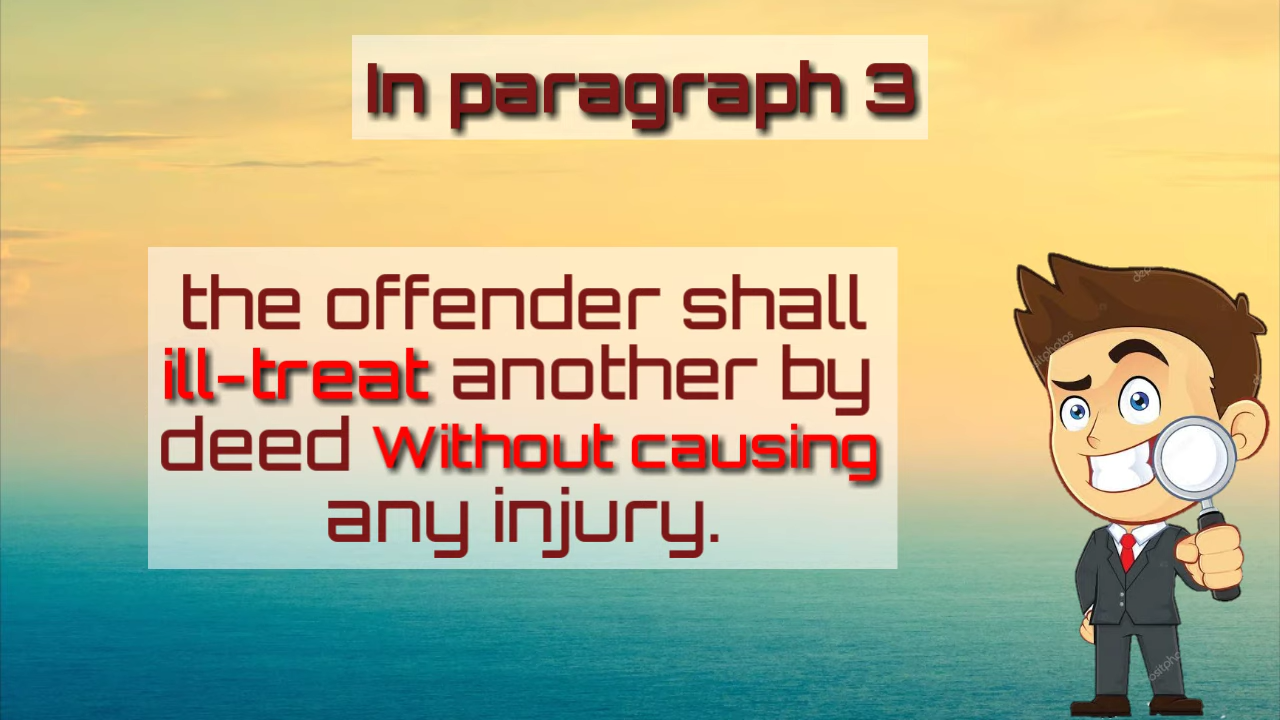 In paragraph 3
the offender shall
ill-treat another by
deed Without causing
any injury.